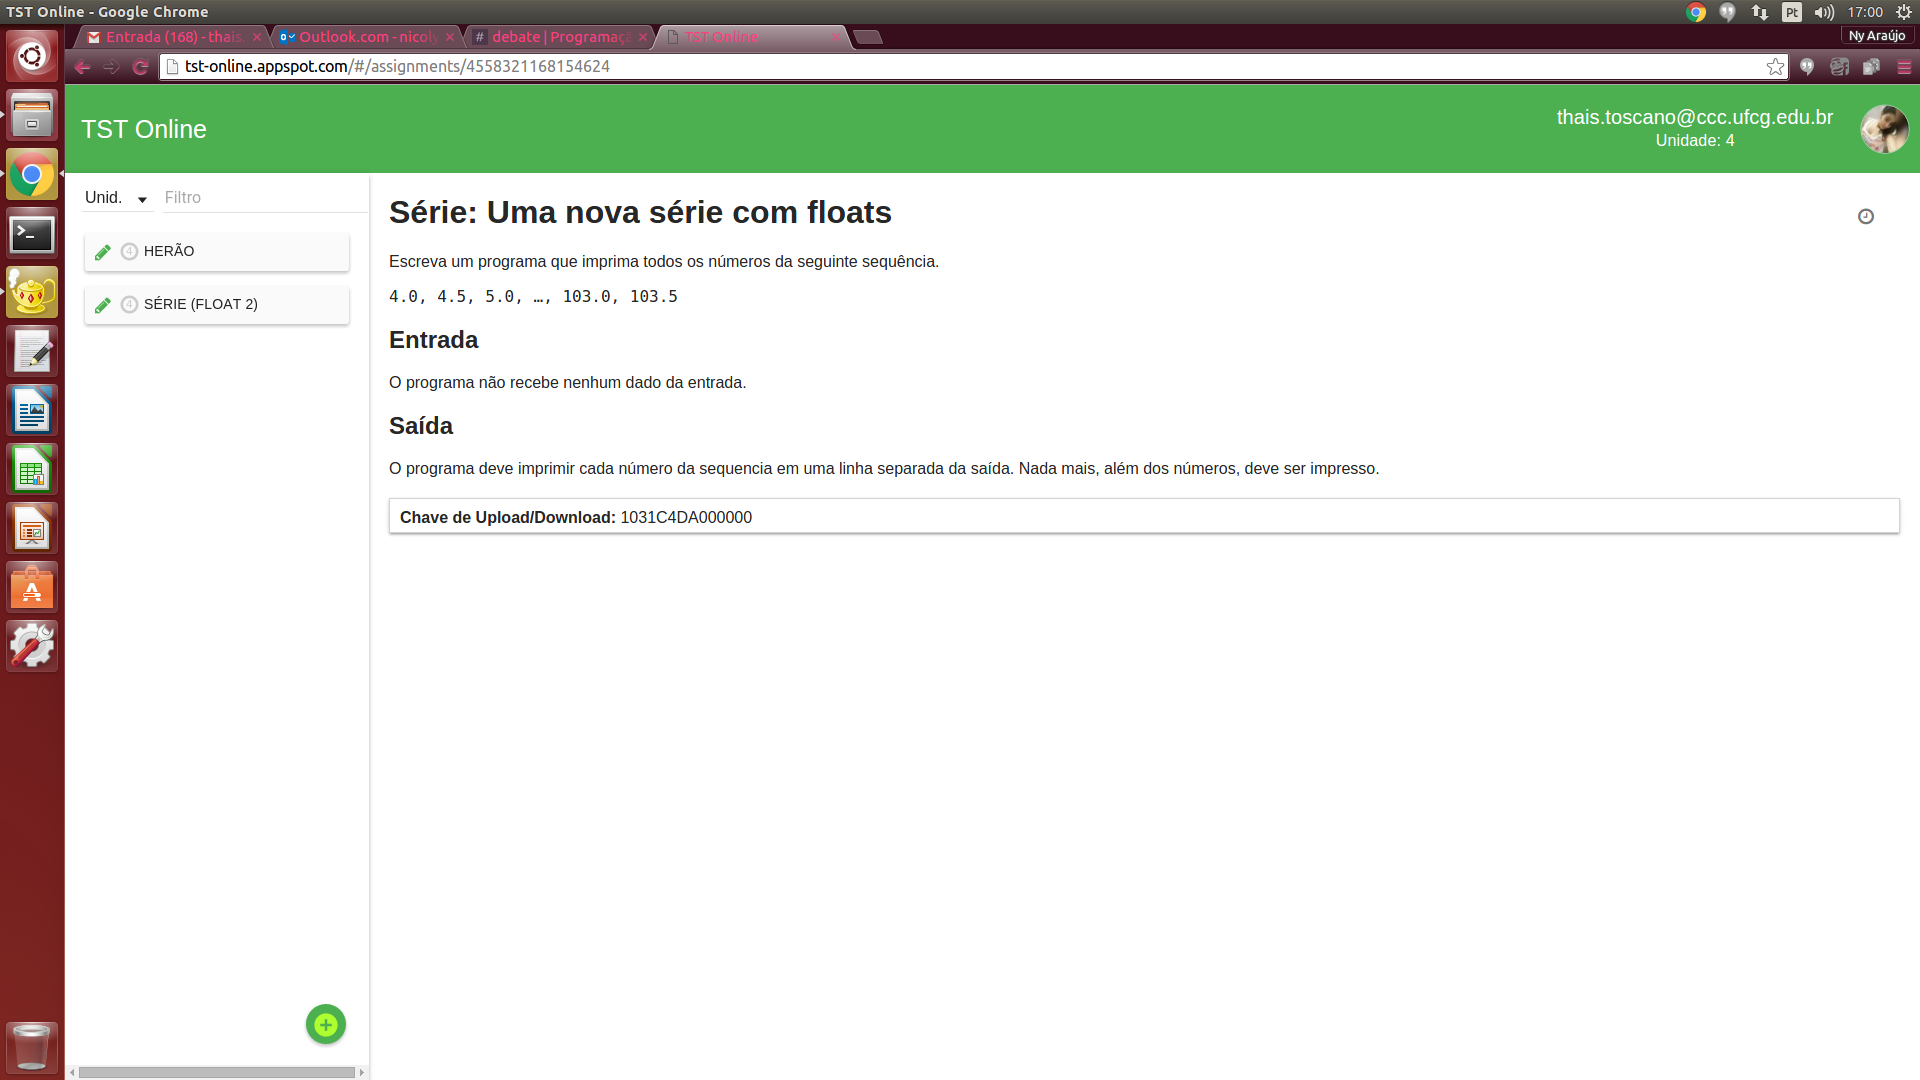 TST Online - Google Chrome
Pt
17:00
Entrada (168) - thais.
Outlook.com - nicoly
# debate | Programaçã
TST Online
Ny Araújo
tst-online.appspot.com/#/assignments/4558321168154624
TST Online
thais.toscano@ccc.ufcg.edu.br
Unidade: 4
Unid.
Filtro
4 HERÃO
4 SÉRIE (FLOAT 2)
Série: Uma nova série com floats
Escreva um programa que imprima todos os números da seguinte sequência.
4.0, 4.5, 5.0, …, 103.0, 103.5
Entrada
O programa não recebe nenhum dado da entrada.
Saída
O programa deve imprimir cada número da sequencia em uma linha separada da saída. Nada mais, além dos números, deve ser impresso.
Chave de Upload/Download: 1031C4DA000000